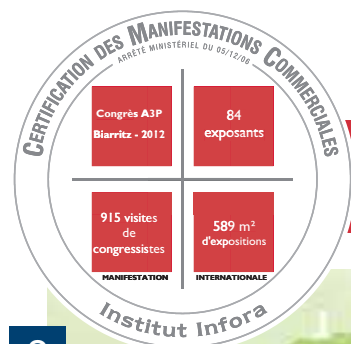 CERTIFICATION DES MANIFESTATIONS COMMERCIALES
ARRÊTÉ MINISTÉRIEL DU 05/12/06
Congrès A3P
Biarritz - 2012
84
exposants
915 visites
de
congressistes
589 m²
d'expositions
MANIFESTATION
INTERNATIONALE
Institut Infora